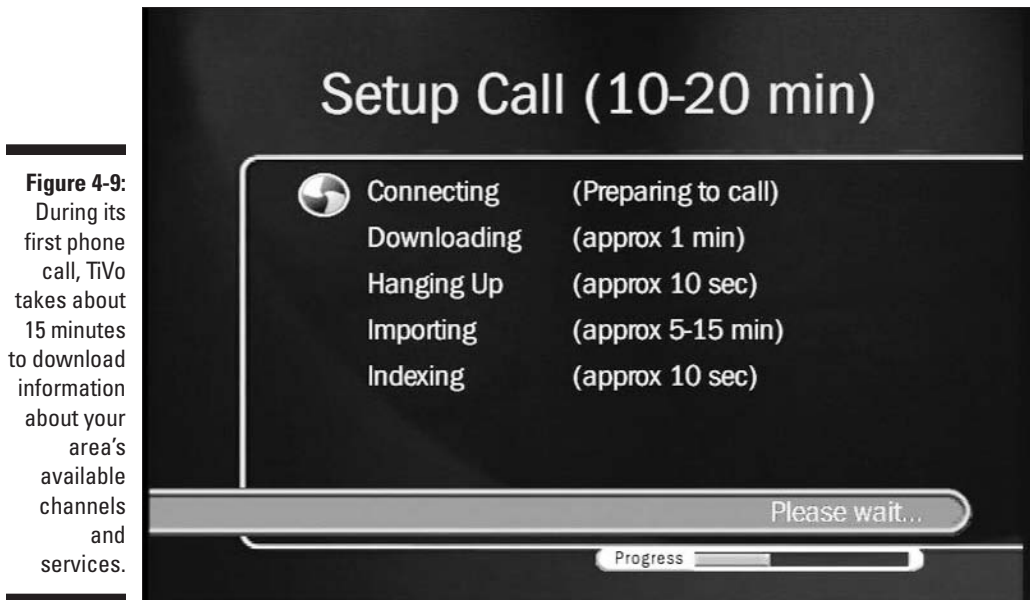 Figure 4-9:
During its
first phone
call, TiVo
takes about
15 minutes
to download
information
about your
area's
available
channels
and
services.
Setup Call (10-20 min)
Connecting (Preparing to call)
Downloading (approx 1 min)
Hanging Up (approx 10 sec)
Importing (approx 5-15 min)
Indexing (approx 10 sec)
Please wait...
Progress